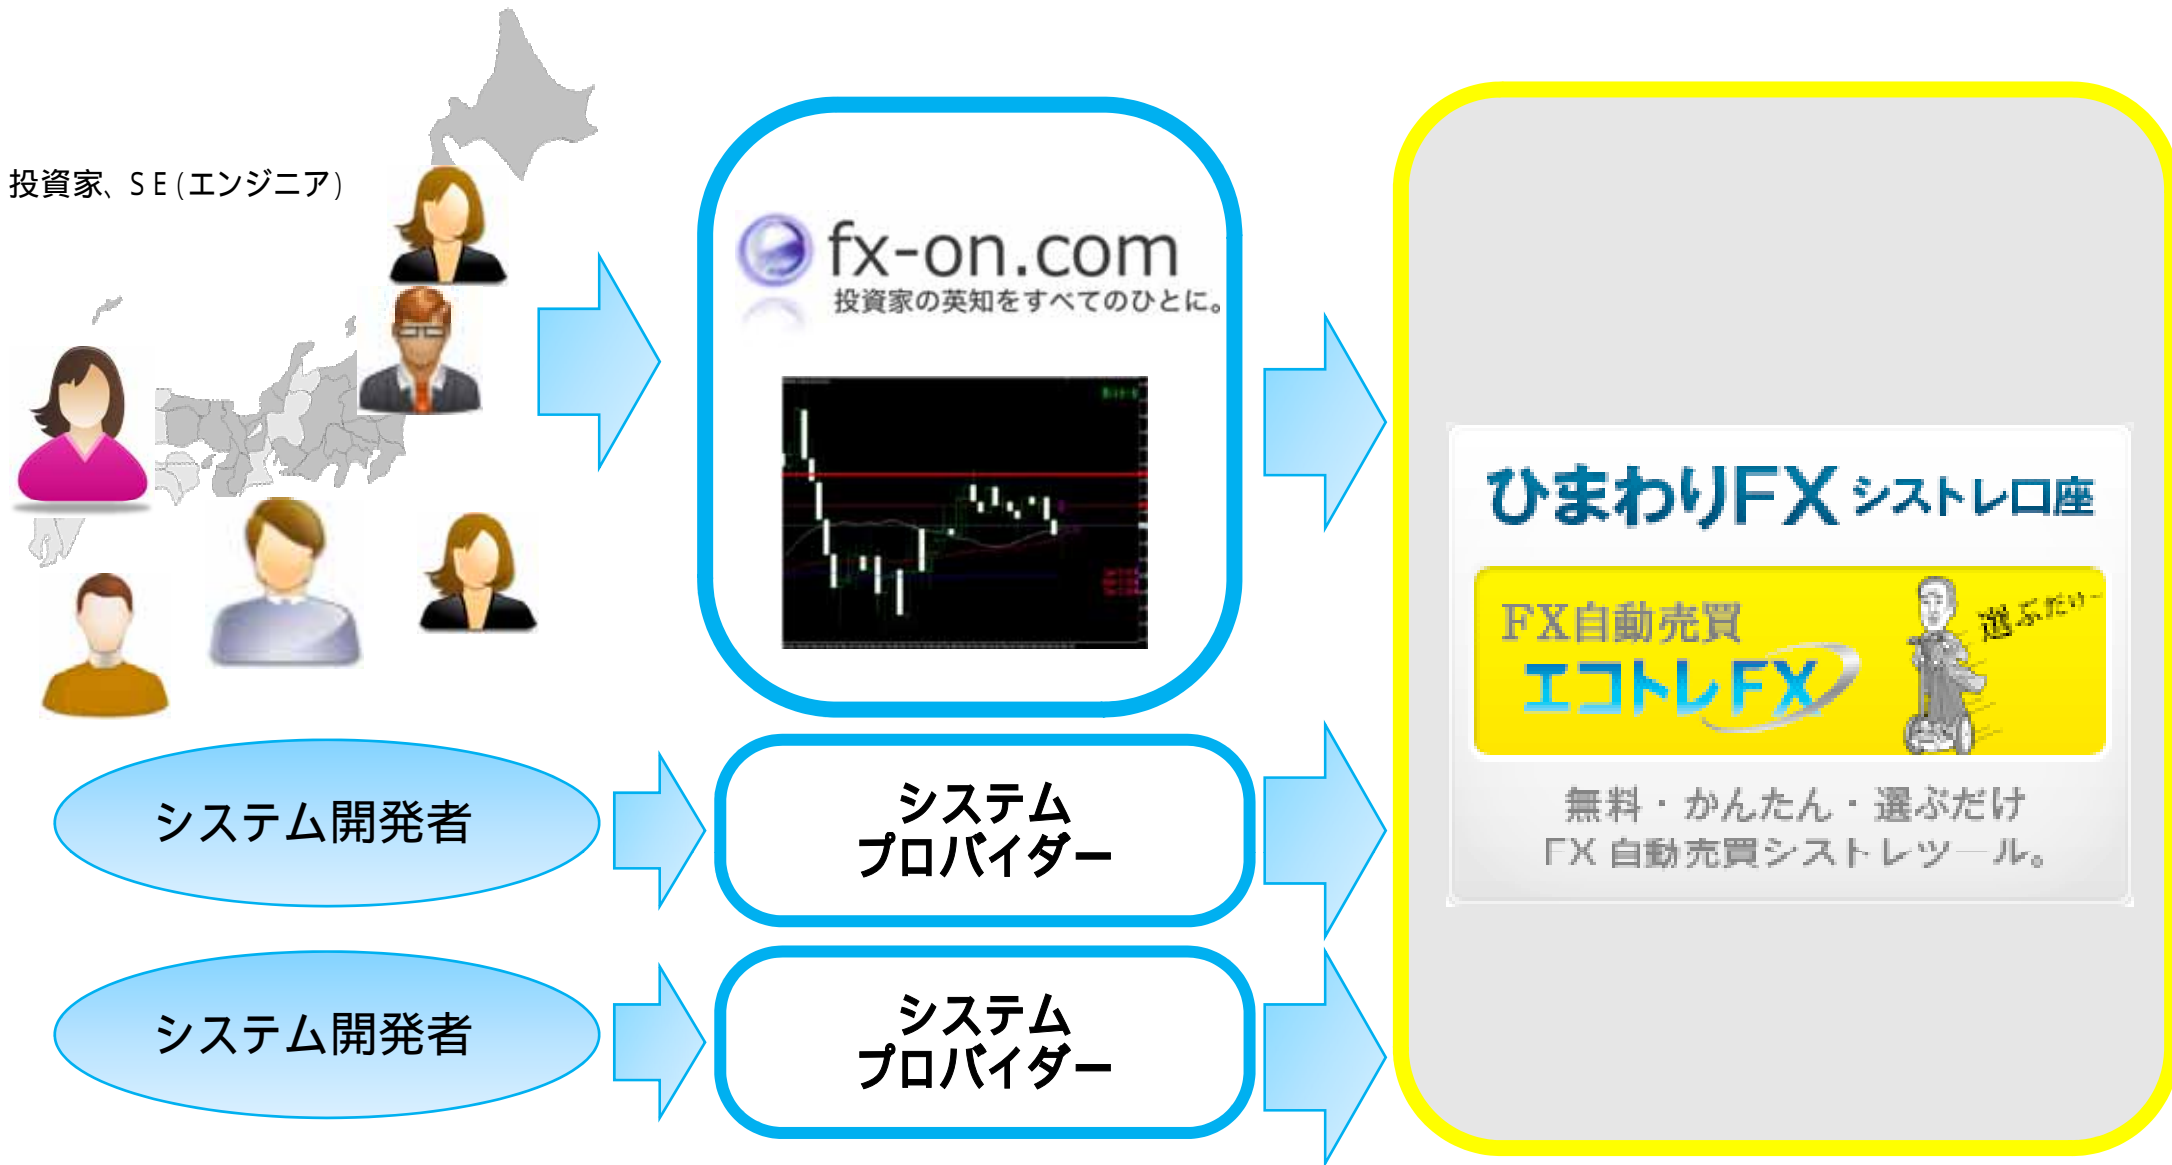 投資家、ＳＥ(エンジニア)
fx-on.com
投資家の英知をすべてのひとに。
ひまわりFX シストレ口座
FX自動売買
エコトレFX
選ぶだけ
無料・かんたん・選ぶだけ
FX 自動売買シストレツール。
システム開発者
システム
プロバイダー
システム開発者
システム
プロバイダー